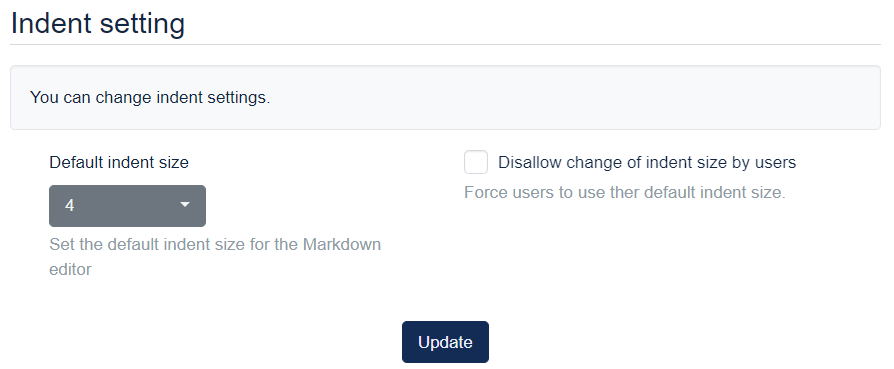 Indent setting
You can change indent settings.
Default indent size
4
Set the default indent size for the Markdown
editor
Disallow change of indent size by users
Force users to use ther default indent size.
Update